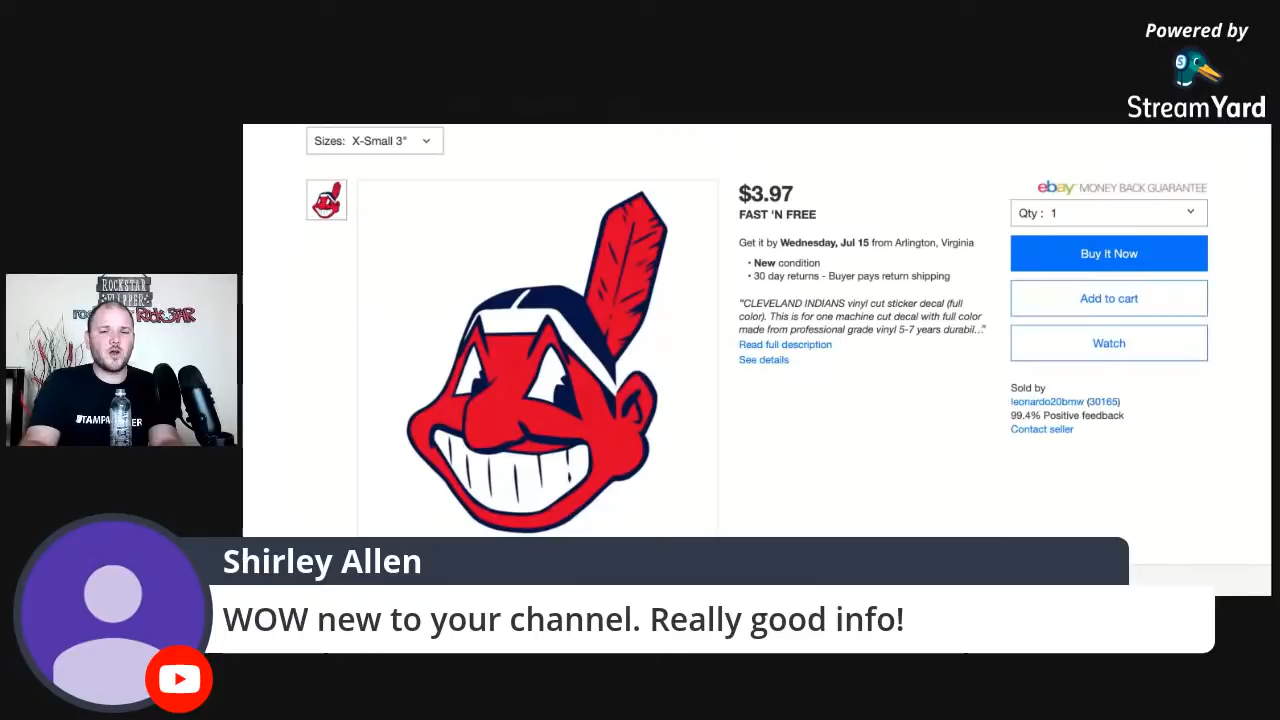 Powered by
StreamYard
Sizes: X-Small 3"
$3.97
FAST 'N FREE
Get it by Wednesday, Jul 15 from Arlington, Virginia
• New condition
• 30 day returns - Buyer pays return shipping
"CLEVELAND INDIANS vinyl cut sticker decal (full
color). This is for one machine cut decal with full color
made from professional grade vinyl 5-7 years durabil..."
Read full description
See details
ebay MONEY BACK GUARANTEE
Qty : 1
Buy It Now
Add to cart
Watch
Sold by
leonardo20bmw (30165)
99.4% Positive feedback
Contact seller
ROCKSTAR
FLIPPER
ROCKSTAR
Shirley Allen
WOW new to your channel. Really good info!